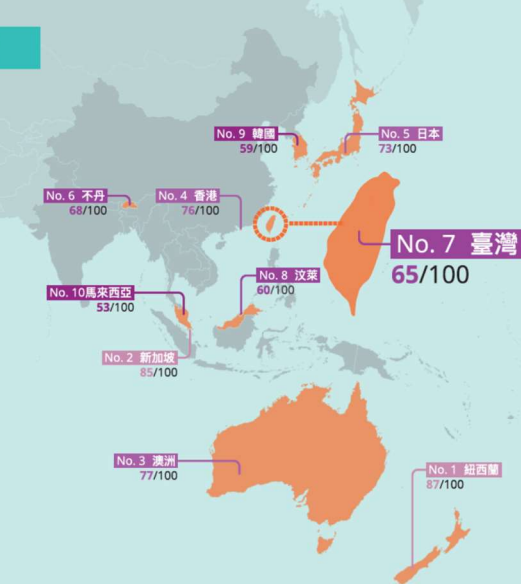 No. 9 韓國
59/100
No. 5 日本
73/100
No. 6 不丹
68/100
No. 4 香港
76/100
No. 7 臺灣
65/100
No. 8 汶萊
60/100
No. 10馬來西亞
53/100
No. 2 新加坡
85/100
No. 3 澳洲
77/100
No. 1 紐西蘭
87/100